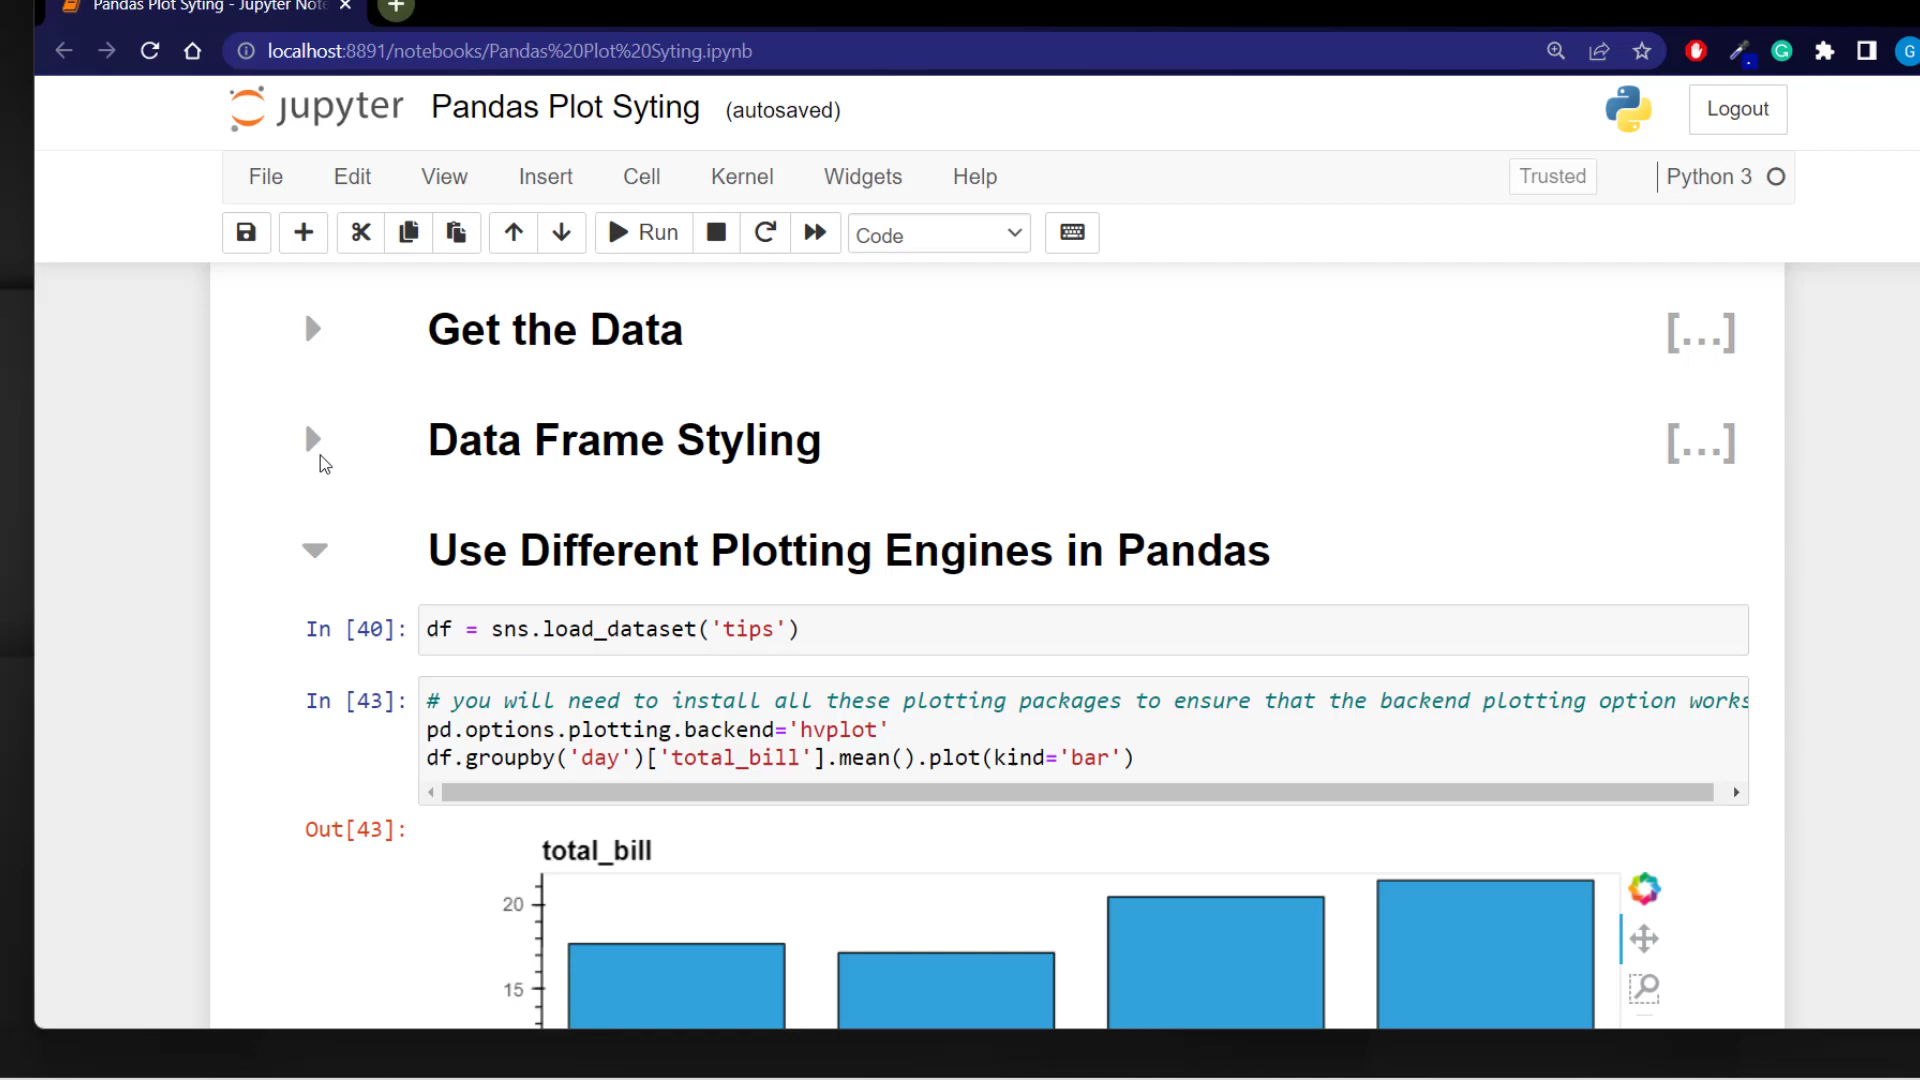 Pandas Plot Syting - Jupyter Note
localhost:8891/notebooks/Pandas%20Plot%20Syting.ipynb
G
jupyter Pandas Plot Syting (autosaved)
Logout
File Edit View Insert Cell Kernel Widgets Help
Trusted
Python 3
Run
Code
Get the Data
[...]
Data Frame Styling
[...]
Use Different Plotting Engines in Pandas
In [40]: df = sns.load_dataset('tips')
In [43]: # you will need to install all these plotting packages to ensure that the backend plotting option works
pd.options.plotting.backend='hvplot'
df.groupby('day')['total_bill'].mean().plot(kind='bar')
Out[43]:
total_bill
20
15